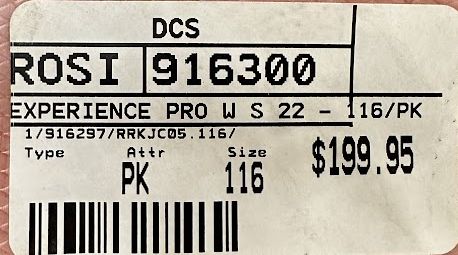 DCS
ROSI 916300
EXPERIENCE PRO W S 22 - 116/PK
1/916297/RRKJC05.116/
Type Attr Size
PK 116 $199.95